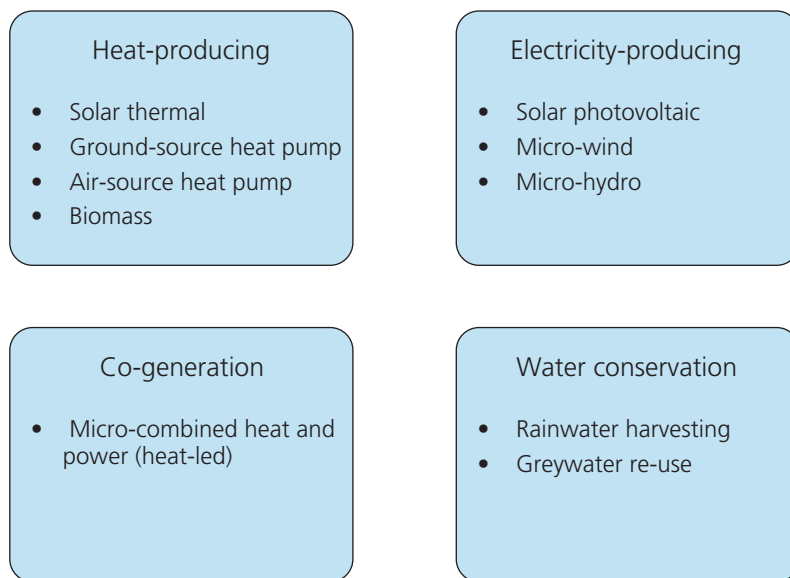 Heat-producing
• Solar thermal
• Ground-source heat pump
• Air-source heat pump
• Biomass
Electricity-producing
• Solar photovoltaic
• Micro-wind
• Micro-hydro
Co-generation
• Micro-combined heat and
power (heat-led)
Water conservation
• Rainwater harvesting
• Greywater re-use